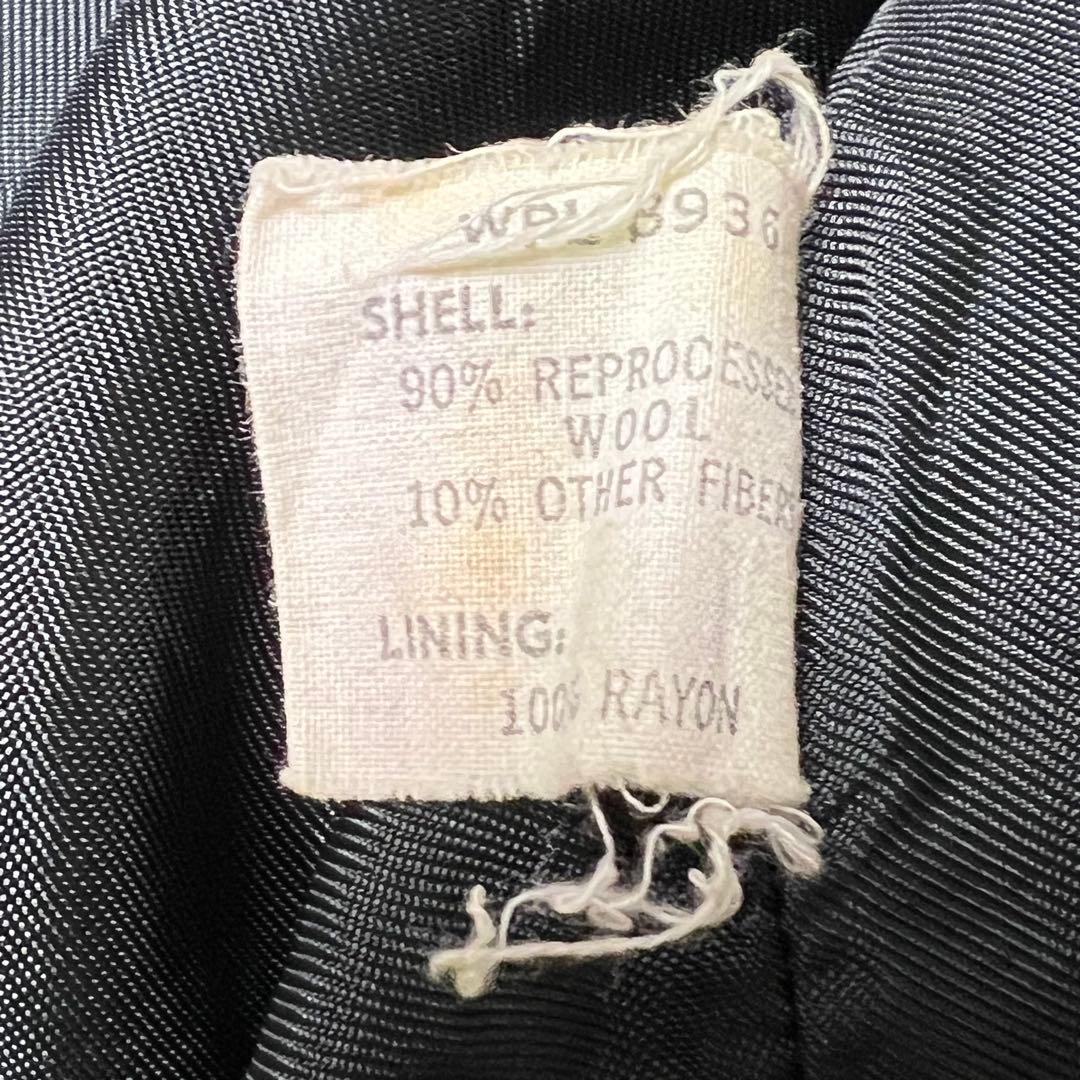 WPL 8936
SHELL:
90% REPROCESSED
WOOL
10% OTHER FIBERS
LINING:
100% RAYON